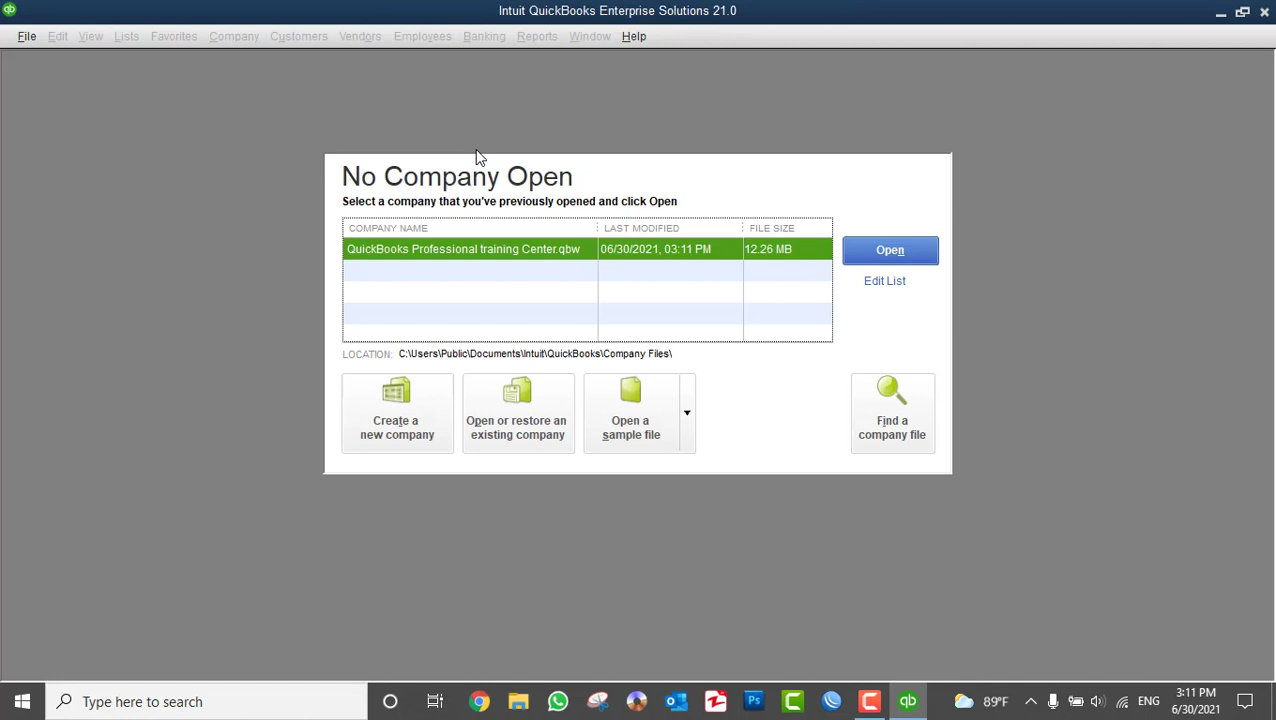 Intuit QuickBooks Enterprise Solutions 21.0
File Edit View Lists Favorites Company Customers Vendors Employees Banking Reports Window Help
No Company Open
Select a company that you've previously opened and click Open
COMPANY NAME LAST MODIFIED FILE SIZE
QuickBooks Professional training Center.qbw 06/30/2021, 03:11 PM 12.26 MB
Open
Edit List
LOCATION: C:\Users\Public\Documents\Intuit\QuickBooks\Company Files\
Create a
new company
Open or restore an
existing company
Open a
sample file
Find a
company file
Type here to search
89°F
ENG
3:11 PM
6/30/2021
qb
Ps